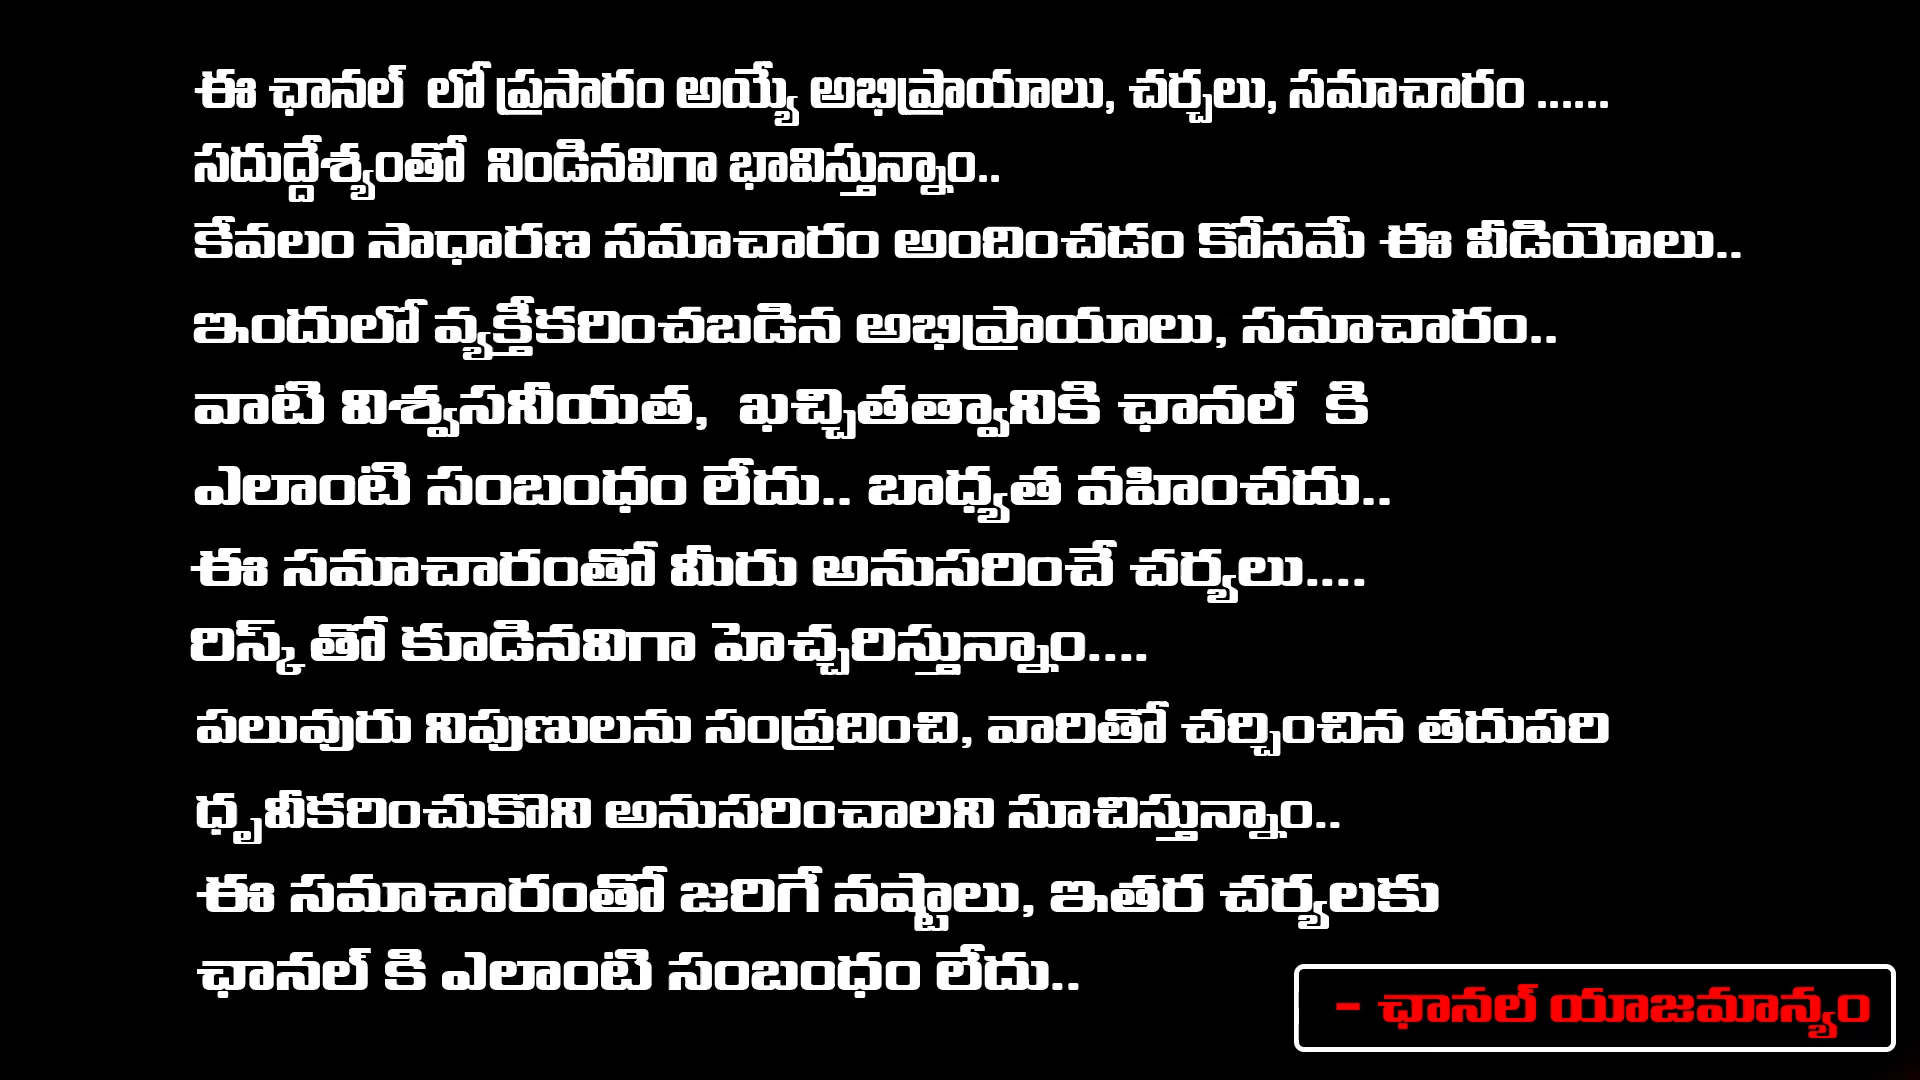 ఈ ఛానల్ లో ప్రసారం అయ్యే అభిప్రాయాలు, చర్చలు, సమాచారం ......
సదుద్దేశ్యంతో నిండినవిగా భావిస్తున్నాం..
కేవలం సాధారణ సమాచారం అందించడం కోసమే ఈ వీడియోలు..
ఇందులో వ్యక్తీకరించబడిన అభిప్రాయాలు, సమాచారం..
వాటి విశ్వసనీయత, ఖచ్చితత్వానికి ఛానల్ కి
ఎలాంటి సంబంధం లేదు.. బాధ్యత వహించదు..
ఈ సమాచారంతో మీరు అనుసరించే చర్యలు....
రిస్క్ తో కూడినవిగా హెచ్చరిస్తున్నాం....
పలువురు నిపుణులను సంప్రదించి, వారితో చర్చించిన తదుపరి
ధృవీకరించుకొని అనుసరించాలని సూచిస్తున్నాం..
ఈ సమాచారంతో జరిగే నష్టాలు, ఇతర చర్యలకు
ఛానల్ కి ఎలాంటి సంబంధం లేదు..
- ఛానల్ యాజమాన్యం